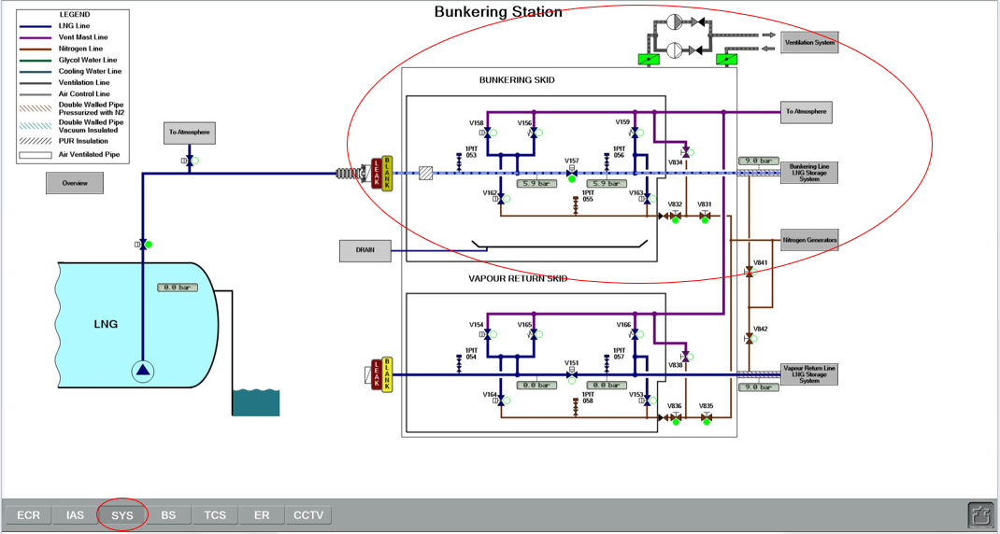 Bunkering Station
LEGEND
LNG Line
Vent Mast Line
Nitrogen Line
Glycol Water Line
Cooling Water Line
Ventilation Line
Air Control Line
Double Walled Pipe
Pressurized with N2
Double Walled Pipe
Vacuum Insulated
PUR Insulation
Air Ventilated Pipe
Overview
To Atmosphere
Ventilation System
BUNKERING SKID
To Atmosphere
V158
V156
V159
1PIT
053
1PIT
056
V157
V834
LEAK
BLANK
5.9 bar
5.9 bar
9.0 bar
Bunkering Line
LNG Storage
System
V162
1PIT
055
V163
V832
V831
DRAIN
Nitrogen Generators
V841
VAPOUR RETURN SKID
0.0 bar
LNG
V154
V165
V166
V842
1PIT
054
1PIT
057
V151
V838
LEAK
BLANK
0.0 bar
0.0 bar
9.0 bar
Vapour Return Line
LNG Storage
System
V164
1PIT
058
V153
V836
V835
ECR
IAS
SYS
BS
TCS
ER
CCTV